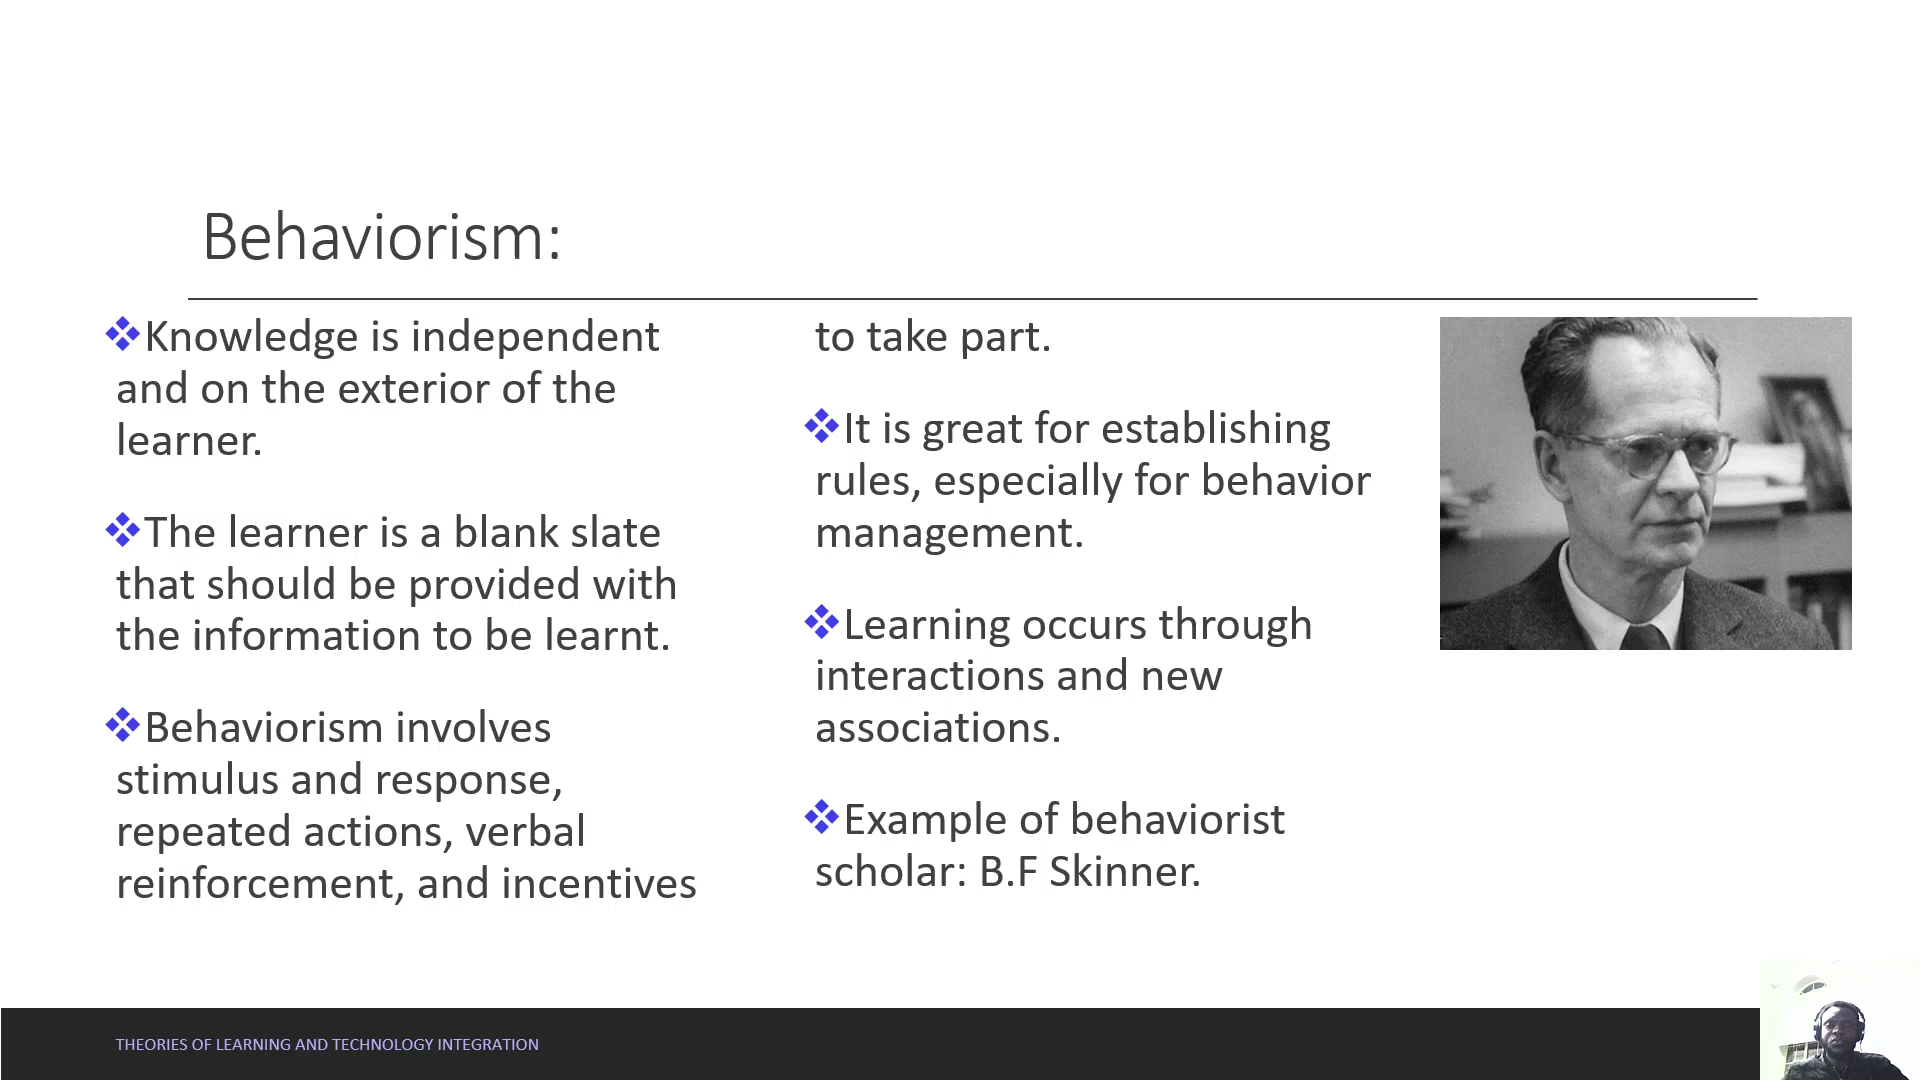 Behaviorism:
❖Knowledge is independent
and on the exterior of the
learner.
❖The learner is a blank slate
that should be provided with
the information to be learnt.
❖Behaviorism involves
stimulus and response,
repeated actions, verbal
reinforcement, and incentives
to take part.
❖It is great for establishing
rules, especially for behavior
management.
❖Learning occurs through
interactions and new
associations.
❖Example of behaviorist
scholar: B.F Skinner.
THEORIES OF LEARNING AND TECHNOLOGY INTEGRATION